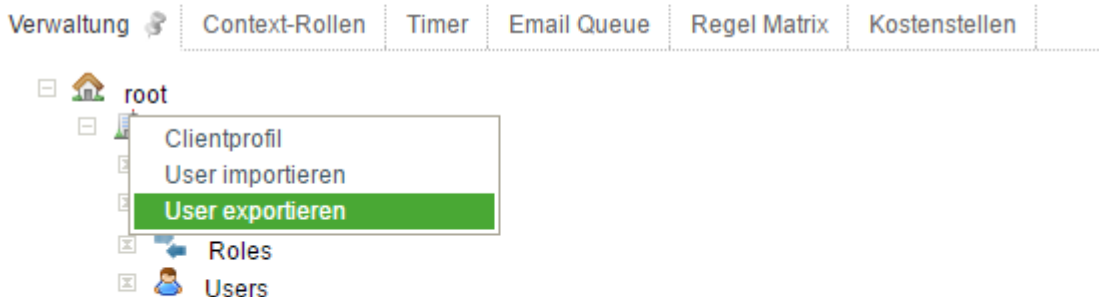 Verwaltung Context-Rollen Timer Email Queue Regel Matrix Kostenstellen
root
Clientprofil
User importieren
User exportieren
Roles
Users